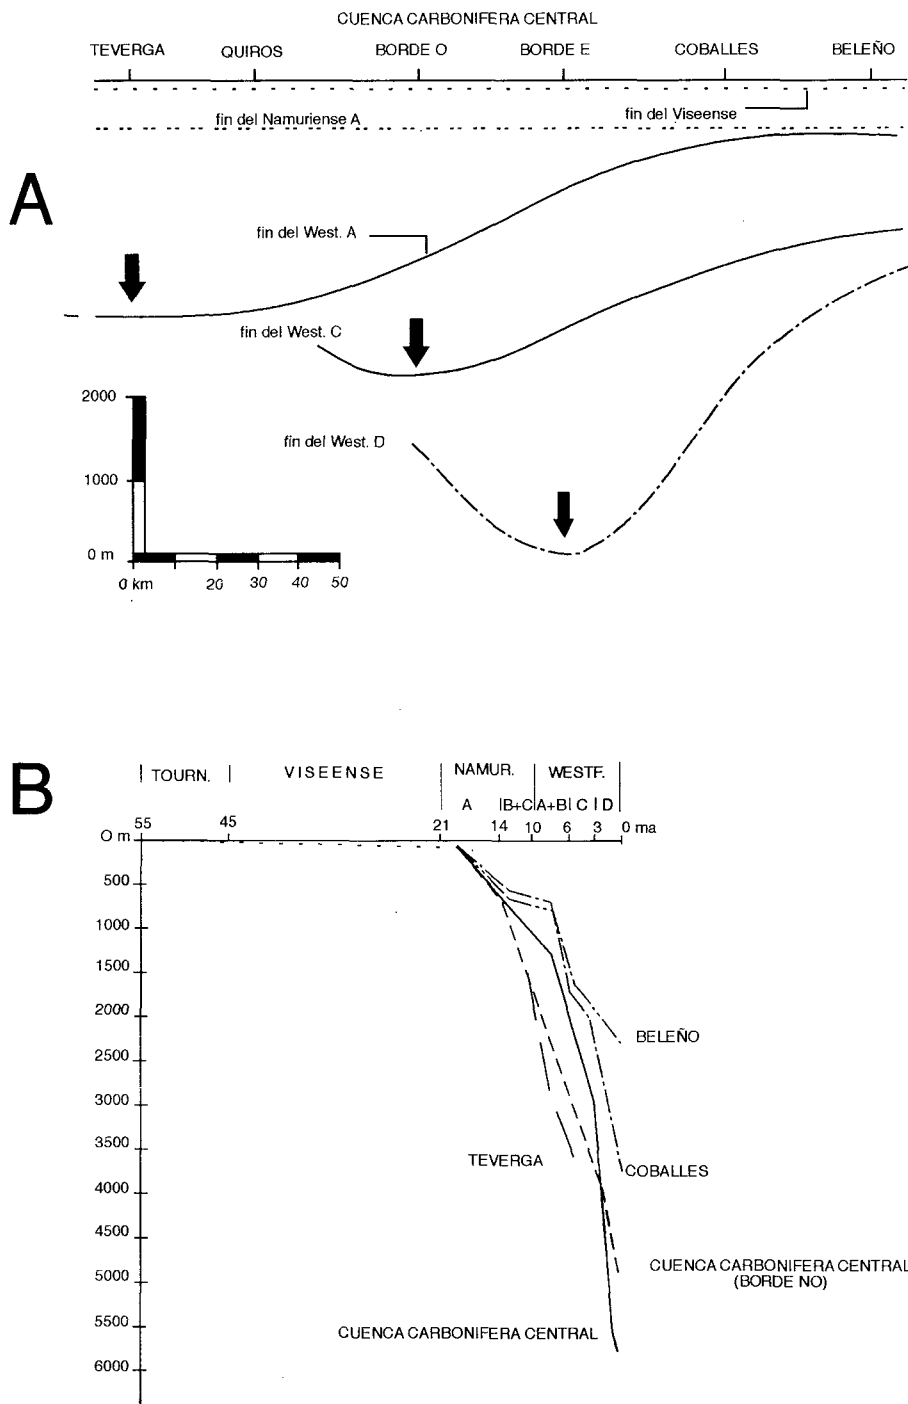 CUENCA CARBONIFERA CENTRAL
TEVERGA QUIROS BORDE O BORDE E COBALLES BELEÑO
fin del Namuriense A
fin del Viseense
A
fin del West. A
fin del West. C
fin del West. D
2000
1000
0 m
0 km 20 30 40 50
B
TOURN. VISEENSE NAMUR. WESTF.
A B+C A+B C D
55 45 21 14 10 6 3 0 ma
O m
500
1000
1500
2000
2500
3000
3500
4000
4500
5000
5500
6000
BELEÑO
TEVERGA
COBALLES
CUENCA CARBONIFERA CENTRAL
(BORDE NO)
CUENCA CARBONIFERA CENTRAL